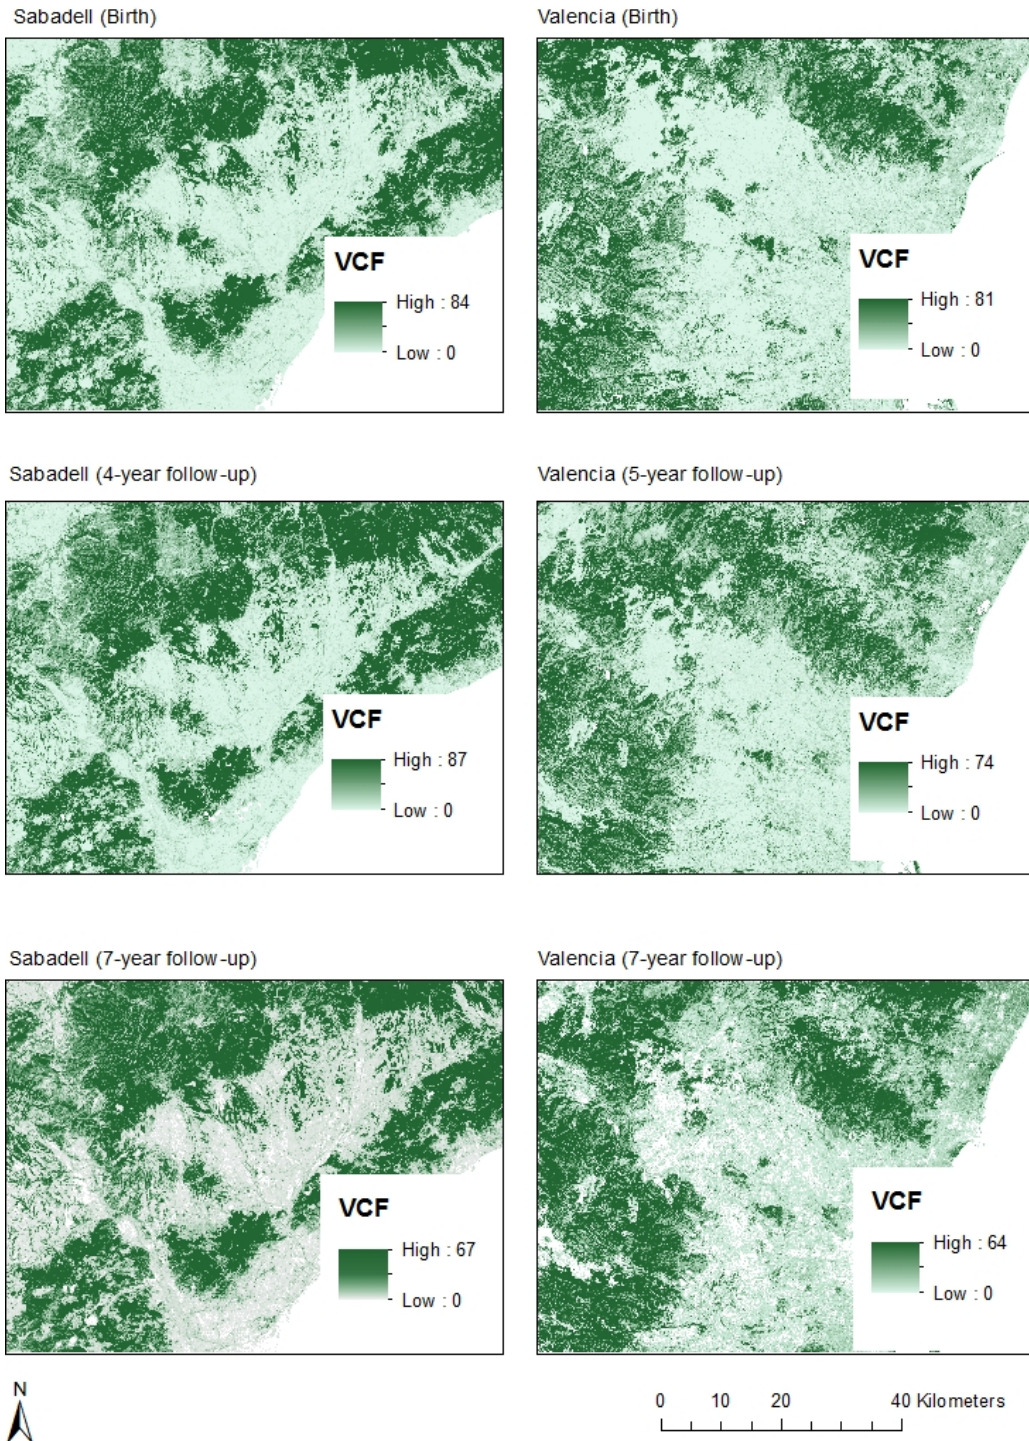 Sabadell (Birth)
Valencia (Birth)
VCF
High : 84
Low : 0
VCF
High : 81
Low : 0
Sabadell (4-year follow-up)
Valencia (5-year follow-up)
VCF
High : 87
Low : 0
VCF
High : 74
Low : 0
Sabadell (7-year follow-up)
Valencia (7-year follow-up)
VCF
High : 67
Low : 0
VCF
High : 64
Low : 0
N
0 10 20 40 Kilometers